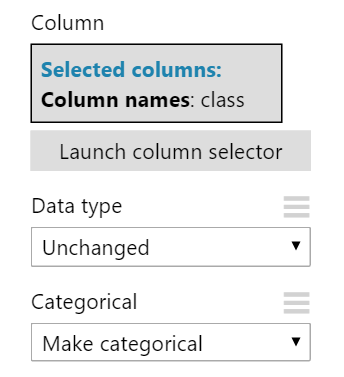 Column
Selected columns:
Column names: class
Launch column selector
Data type
Unchanged
Categorical
Make categorical